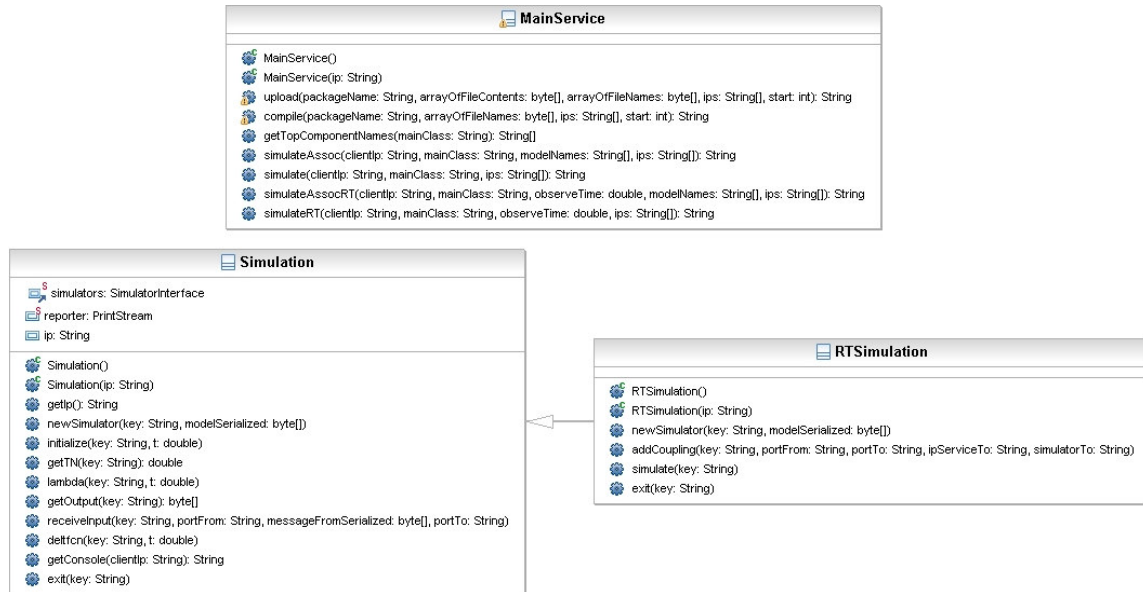 MainService
MainService()
MainService(ip: String)
upload(packageName: String, arrayOfFileContents: byte[], arrayOfFileNames: byte[], ips: String[], start: int): String
compile(packageName: String, arrayOfFileNames: byte[], ips: String[], start: int): String
getTopComponentNames(mainClass: String): String[]
simulateAssoc(clientIp: String, mainClass: String, modelNames: String[], ips: String[]): String
simulate(clientIp: String, mainClass: String, ips: String[]): String
simulateAssocRT(clientIp: String, mainClass: String, observeTime: double, modelNames: String[], ips: String[]): String
simulateRT(clientIp: String, mainClass: String, observeTime: double, ips: String[]): String
Simulation
simulators: SimulatorInterface
reporter: PrintStream
ip: String
Simulation()
Simulation(ip: String)
getIp(): String
newSimulator(key: String, modelSerialized: byte[])
initialize(key: String, t: double)
getTN(key: String): double
lambda(key: String, t: double)
getOutput(key: String): byte[]
receiveInput(key: String, portFrom: String, messageFromSerialized: byte[], portTo: String)
deltfcn(key: String, t: double)
getConsole(clientIp: String): String
exit(key: String)
RTSimulation
RTSimulation()
RTSimulation(ip: String)
newSimulator(key: String, modelSerialized: byte[])
addCoupling(key: String, portFrom: String, portTo: String, ipServiceTo: String, simulatorTo: String)
simulate(key: String)
exit(key: String)